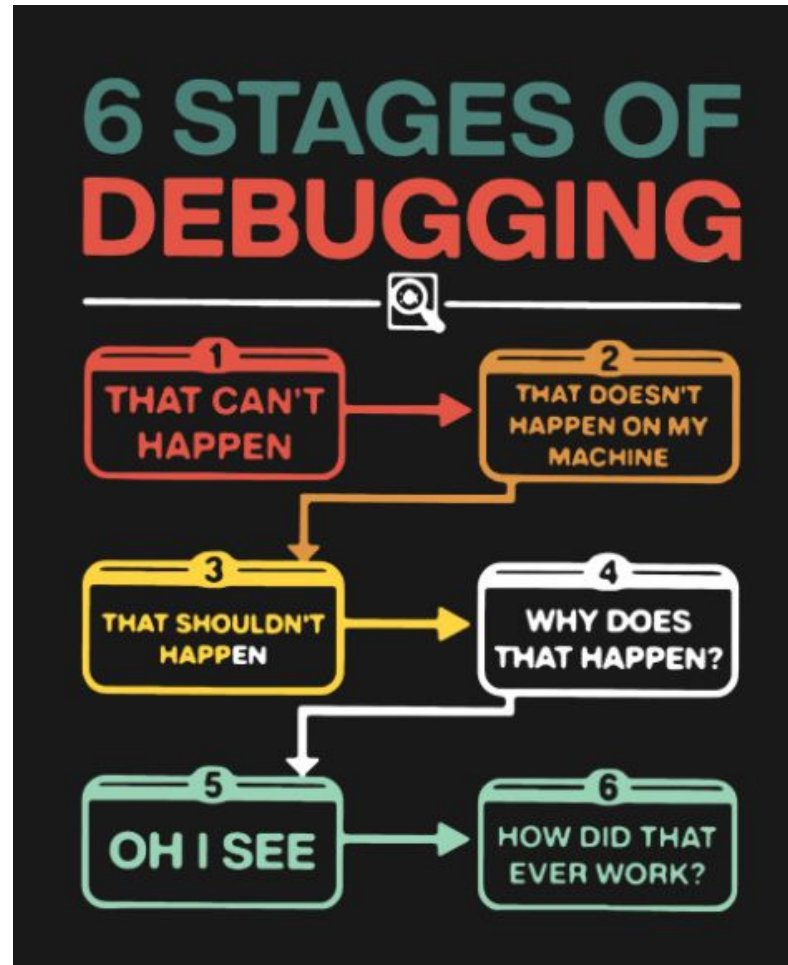 6 STAGES OF
DEBUGGING
1
THAT CAN'T
HAPPEN
2
THAT DOESN'T
HAPPEN ON MY
MACHINE
3
THAT SHOULDN'T
HAPPEN
4
WHY DOES
THAT HAPPEN?
5
OH I SEE
6
HOW DID THAT
EVER WORK?